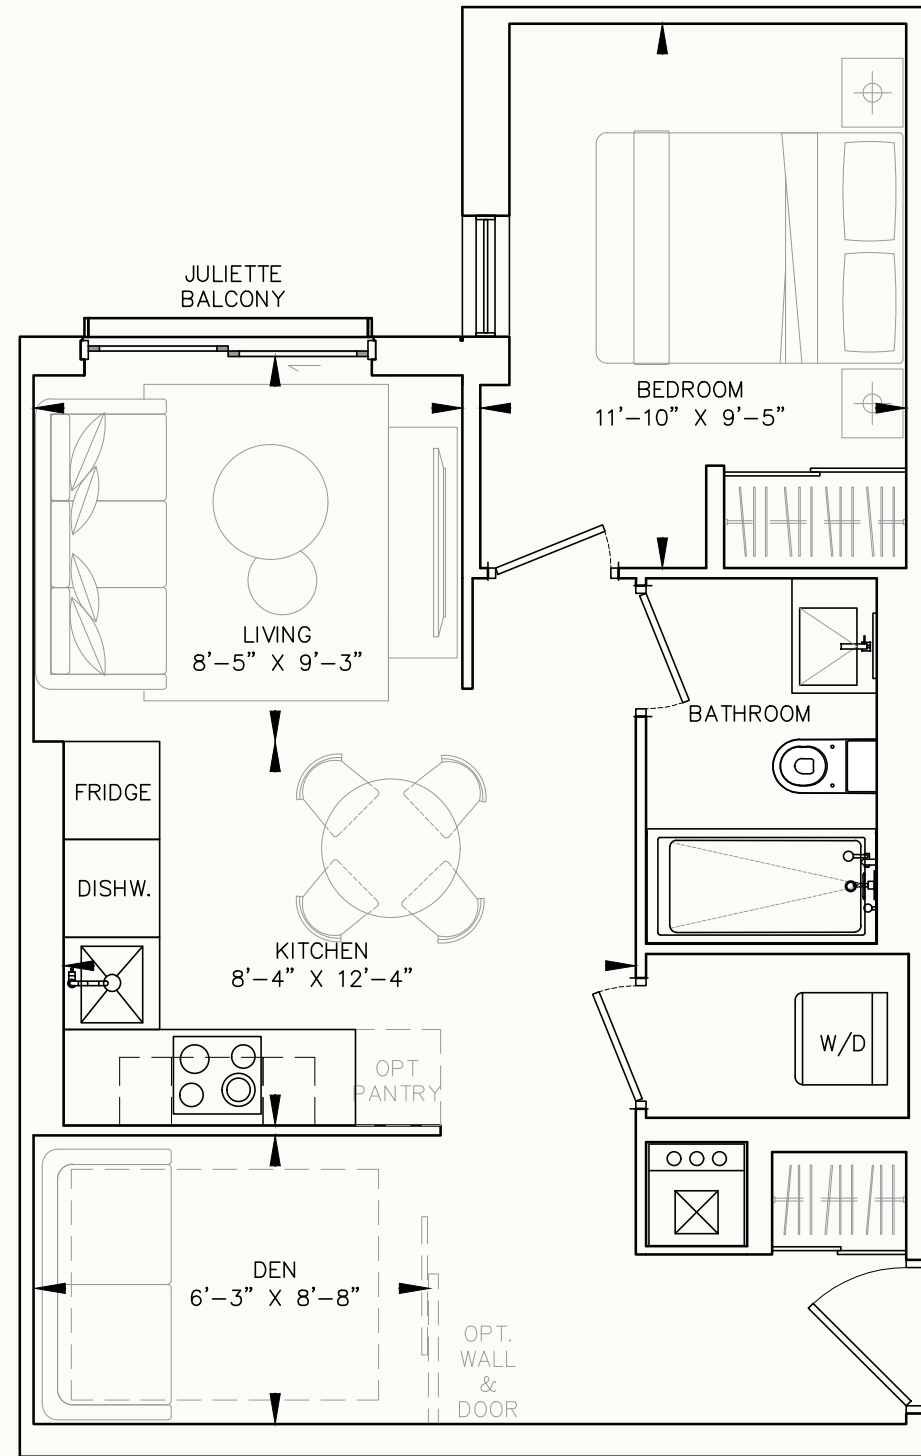 JULIETTE
BALCONY
BEDROOM
11'-10" X 9'-5"
LIVING
8'-5" X 9'-3"
BATHROOM
FRIDGE
DISHW.
KITCHEN
8'-4" X 12'-4"
W/D
OPT
PANTRY
DEN
6'-3" X 8'-8"
OPT.
WALL
&
DOOR